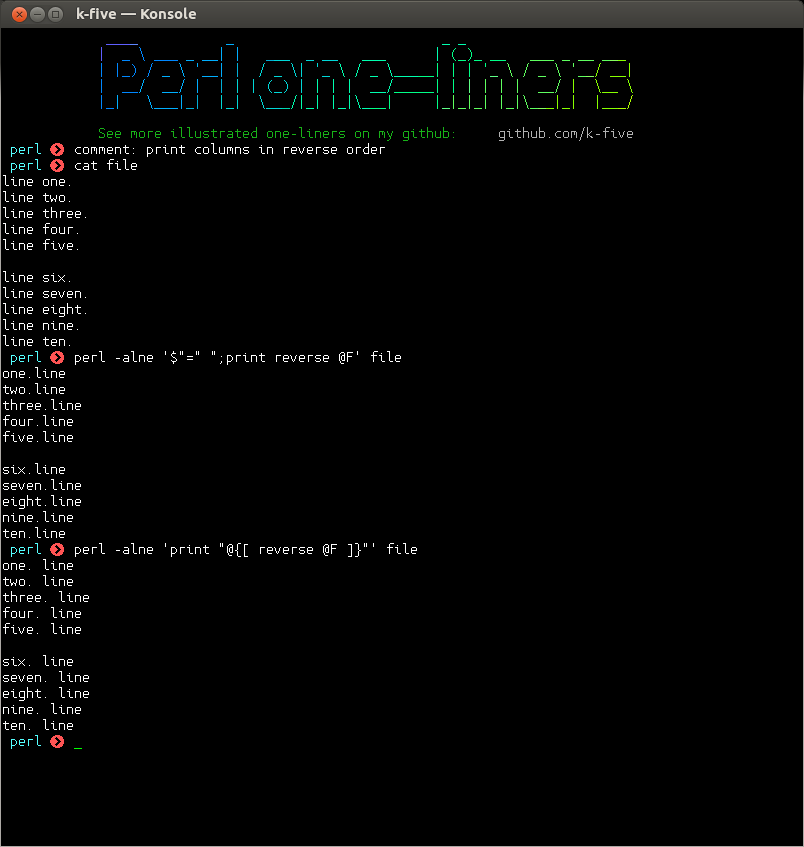 k-five — Konsole
Perl one-liners
See more illustrated one-liners on my github: github.com/k-five
perl comment: print columns in reverse order
perl cat file
line one.
line two.
line three.
line four.
line five.
line six.
line seven.
line eight.
line nine.
line ten.
perl perl -alne '$"=" ";print reverse @F' file
one.line
two.line
three.line
four.line
five.line
six.line
seven.line
eight.line
nine.line
ten.line
perl perl -alne 'print "@{[ reverse @F ]}"' file
one. line
two. line
three. line
four. line
five. line
six. line
seven. line
eight. line
nine. line
ten. line
perl _